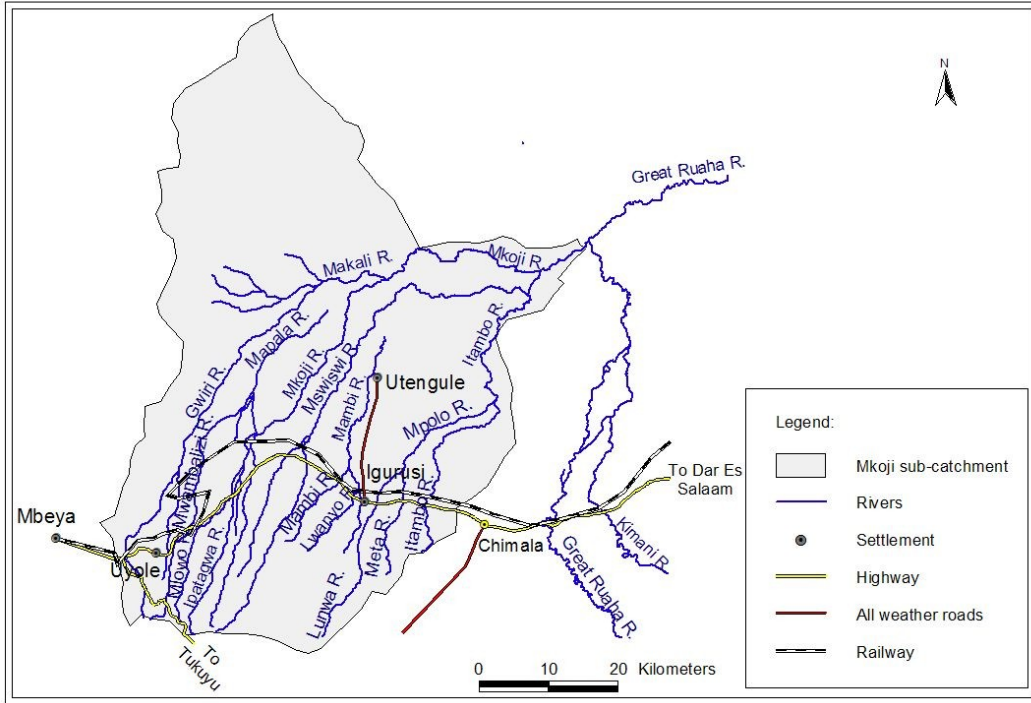 N
Great Ruaha R.
Makali R.
Mkoji R.
Mapala R.
Gwiri R.
Mkoji R.
Mswiswi R.
Itambo R.
Mambi R.
Utengule
Mpolo R.
Mwambalizi R.
Igurusi
Mambi R.
Lwanyo R.
Itambo R.
Meta R.
To Dar Es
Salaam
Mbeya
Uyole
Mlowo R.
Ipatagwa R.
Chimala
Kimani R.
Great Ruaha R.
Lunwa R.
To
Tukuyu
Legend:
Mkoji sub-catchment
Rivers
Settlement
Highway
All weather roads
Railway
0 10 20 Kilometers